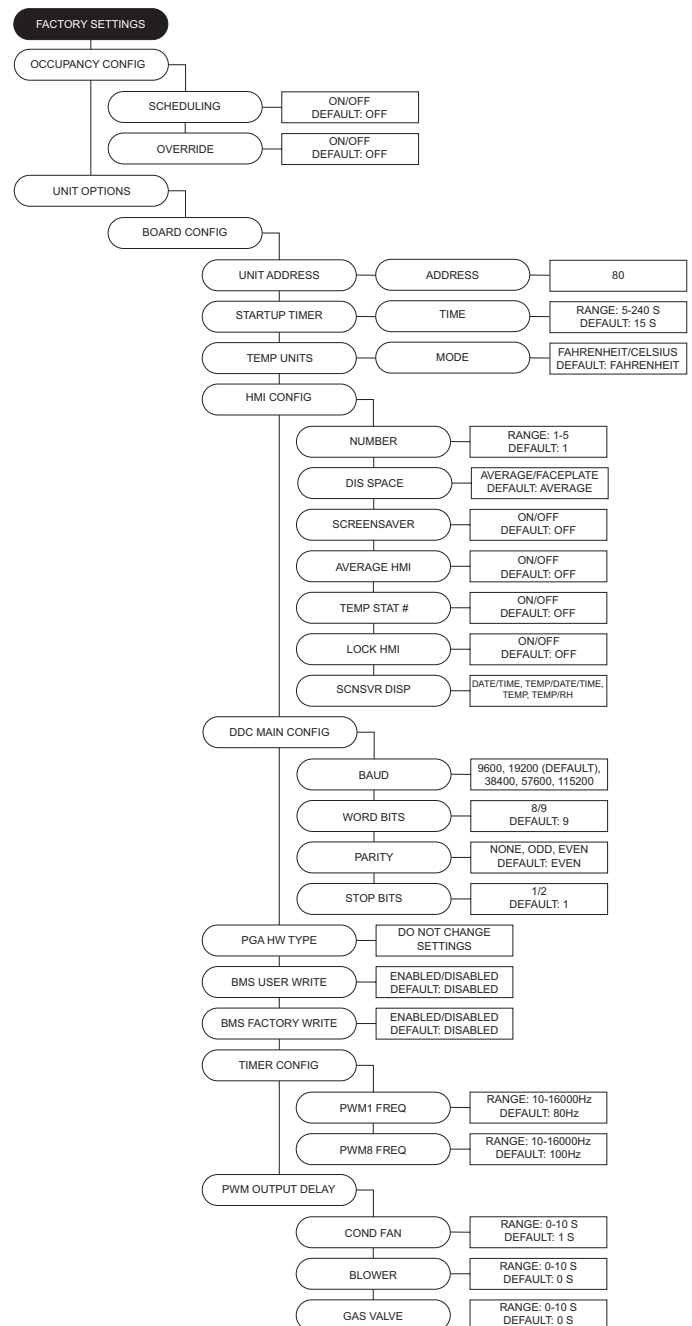 FACTORY SETTINGS
OCCUPANCY CONFIG
SCHEDULING
ON/OFF
DEFAULT: OFF
OVERRIDE
ON/OFF
DEFAULT: OFF
UNIT OPTIONS
BOARD CONFIG
UNIT ADDRESS
ADDRESS
80
STARTUP TIMER
TIME
RANGE: 5-240 S
DEFAULT: 15 S
TEMP UNITS
MODE
FAHRENHEIT/CELSIUS
DEFAULT: FAHRENHEIT
HMI CONFIG
NUMBER
RANGE: 1-5
DEFAULT: 1
DIS SPACE
AVERAGE/FACEPLATE
DEFAULT: AVERAGE
SCREENSAVER
ON/OFF
DEFAULT: OFF
AVERAGE HMI
ON/OFF
DEFAULT: OFF
TEMP STAT #
ON/OFF
DEFAULT: OFF
LOCK HMI
ON/OFF
DEFAULT: OFF
SCNSVR DISP
DATE/TIME, TEMP/DATE/TIME,
TEMP, TEMP/RH
DDC MAIN CONFIG
BAUD
9600, 19200 (DEFAULT),
38400, 57600, 115200
WORD BITS
8/9
DEFAULT: 9
PARITY
NONE, ODD, EVEN
DEFAULT: EVEN
STOP BITS
1/2
DEFAULT: 1
PGA HW TYPE
DO NOT CHANGE
SETTINGS
BMS USER WRITE
ENABLED/DISABLED
DEFAULT: DISABLED
BMS FACTORY WRITE
ENABLED/DISABLED
DEFAULT: DISABLED
TIMER CONFIG
PWM1 FREQ
RANGE: 10-16000Hz
DEFAULT: 80Hz
PWM8 FREQ
RANGE: 10-16000Hz
DEFAULT: 100Hz
PWM OUTPUT DELAY
COND FAN
RANGE: 0-10 S
DEFAULT: 1 S
BLOWER
RANGE: 0-10 S
DEFAULT: 0 S
GAS VALVE
RANGE: 0-10 S
DEFAULT: 0 S